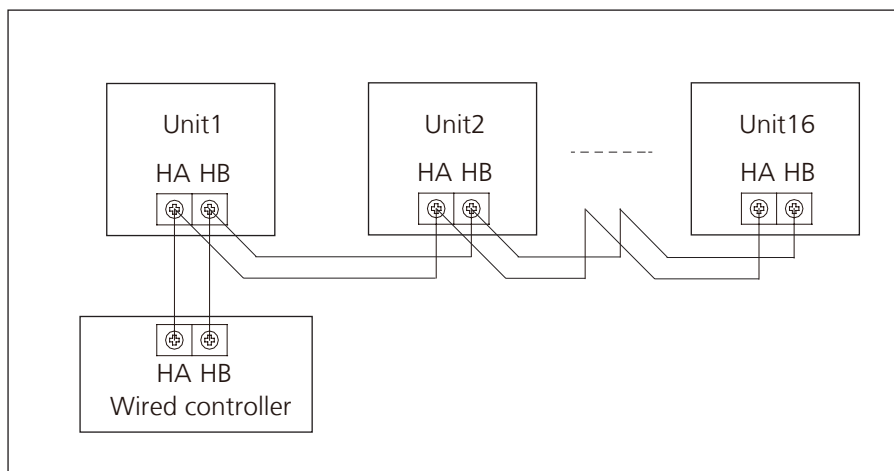 Unit1
HA HB
Unit2
HA HB
Unit16
HA HB
HA HB
Wired controller